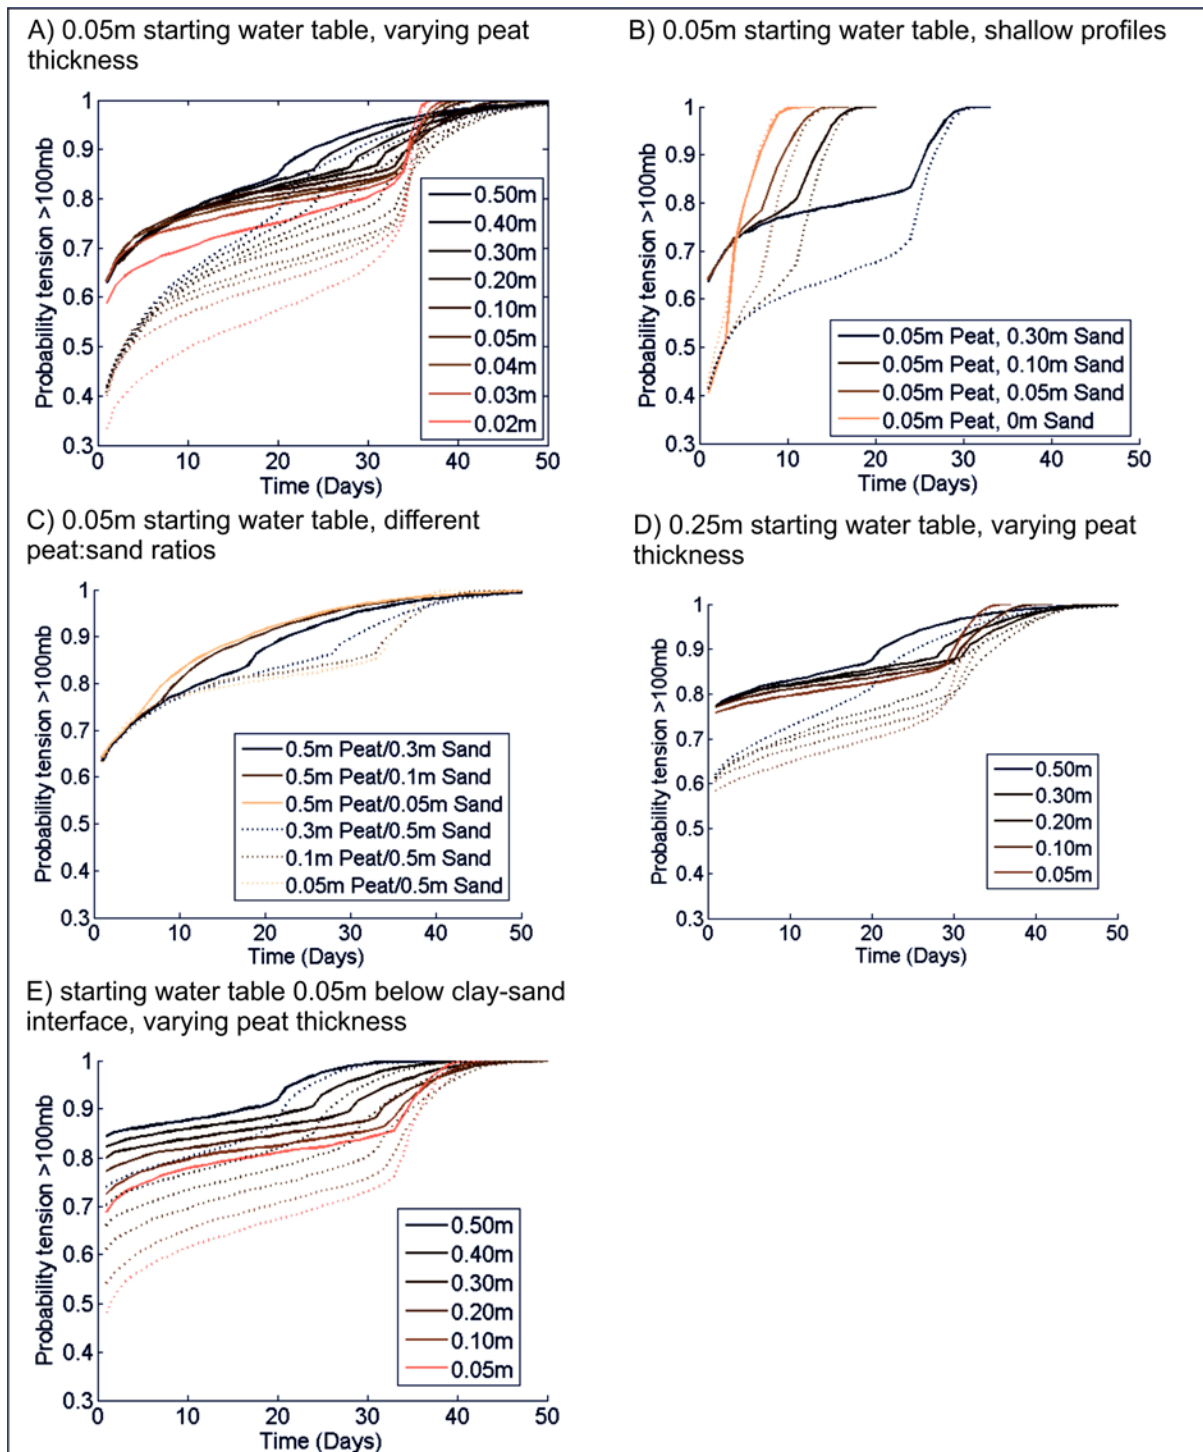 A) 0.05m starting water table, varying peat
thickness
Probability tension >100mb
1
0.9
0.8
0.7
0.6
0.5
0.4
0.3
0 10 20 30 40 50
Time (Days)
0.50m
0.40m
0.30m
0.20m
0.10m
0.05m
0.04m
0.03m
0.02m
B) 0.05m starting water table, shallow profiles
Probability tension >100mb
1
0.9
0.8
0.7
0.6
0.5
0.4
0.3
0 10 20 30 40 50
Time (Days)
0.05m Peat, 0.30m Sand
0.05m Peat, 0.10m Sand
0.05m Peat, 0.05m Sand
0.05m Peat, 0m Sand
C) 0.05m starting water table, different
peat:sand ratios
Probability tension >100mb
1
0.9
0.8
0.7
0.6
0.5
0.4
0.3
0 10 20 30 40 50
Time (Days)
0.5m Peat/0.3m Sand
0.5m Peat/0.1m Sand
0.5m Peat/0.05m Sand
0.3m Peat/0.5m Sand
0.1m Peat/0.5m Sand
0.05m Peat/0.5m Sand
D) 0.25m starting water table, varying peat
thickness
Probability tension >100mb
1
0.9
0.8
0.7
0.6
0.5
0.4
0.3
0 10 20 30 40 50
Time (Days)
0.50m
0.30m
0.20m
0.10m
0.05m
E) starting water table 0.05m below clay-sand
interface, varying peat thickness
Probability tension >100mb
1
0.9
0.8
0.7
0.6
0.5
0.4
0.3
0 10 20 30 40 50
Time (Days)
0.50m
0.40m
0.30m
0.20m
0.10m
0.05m